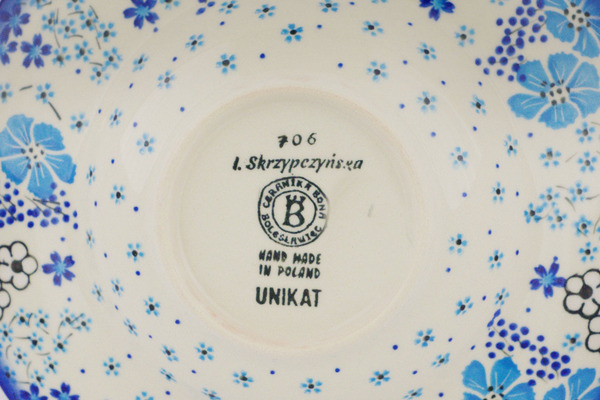 706
I. Skrzypczyńska
CERAMIKA BONA
B
BOLESŁAWIEC
HAND MADE
IN POLAND
UNIKAT